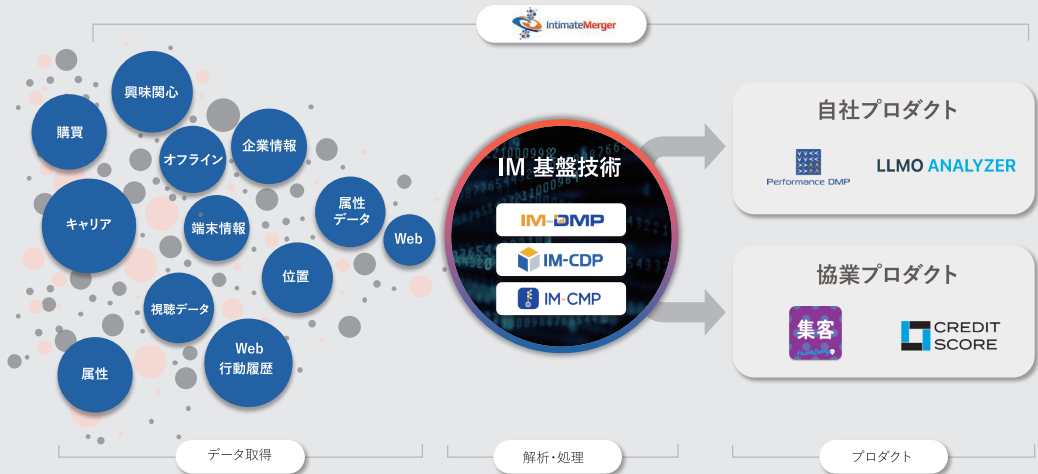 IntimateMerger
興味関心
購買
オフライン
企業情報
キャリア
端末情報
属性
データ
Web
位置
視聴データ
Web
行動履歴
属性
IM 基盤技術
IM-DMP
IM-CDP
IM-CMP
自社プロダクト
Performance DMP
LLMO ANALYZER
協業プロダクト
集客
CREDIT
SCORE
データ取得
解析・処理
プロダクト